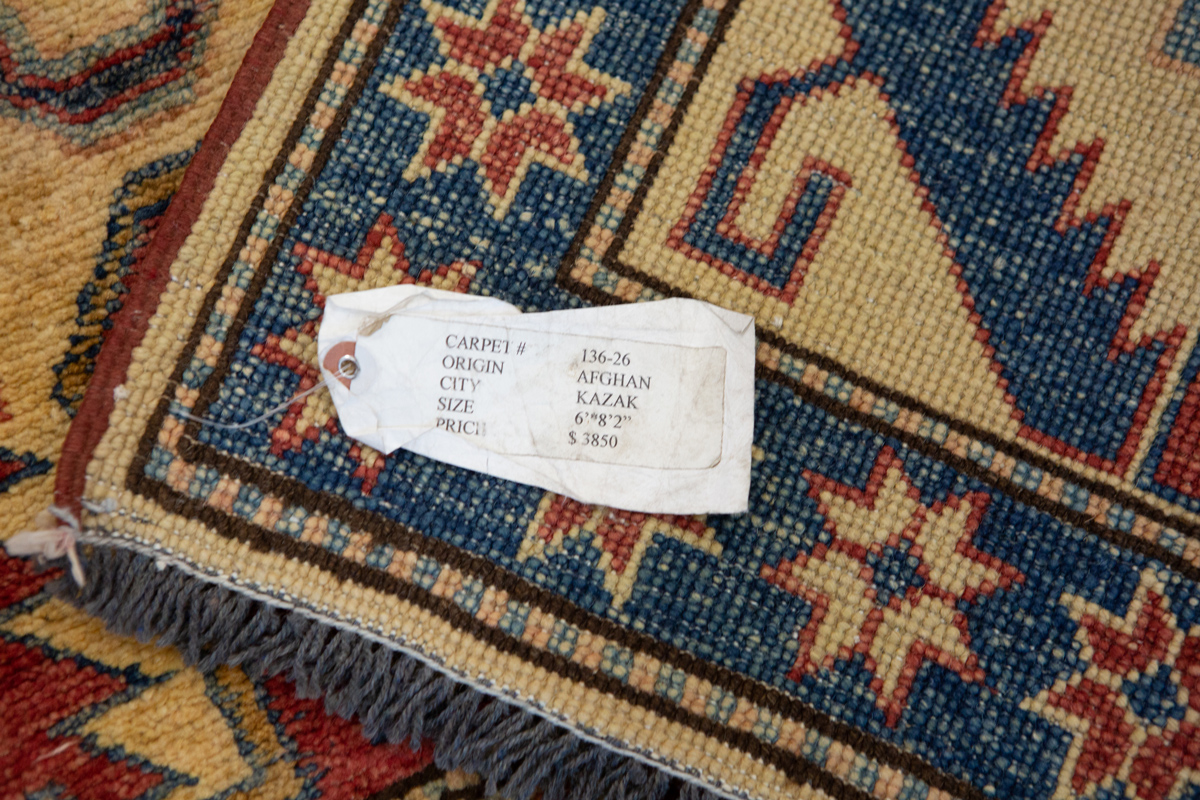 CARPET # 136-26
ORIGIN AFGHAN
CITY KAZAK
SIZE 6'*8'2"
PRICE $ 3850